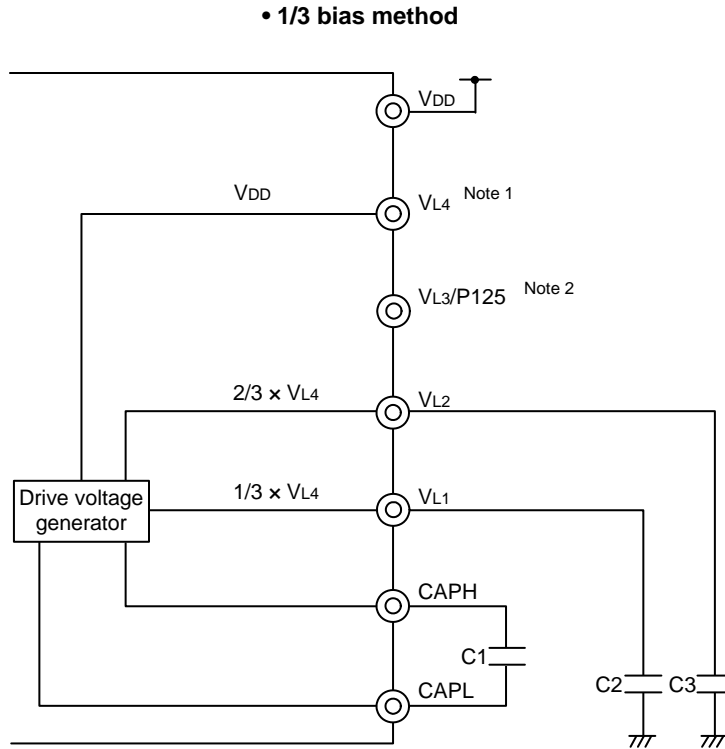 • 1/3 bias method
VDD
VDD
VL4 Note 1
VL3/P125 Note 2
2/3 × VL4
VL2
Drive voltage
generator
1/3 × VL4
VL1
CAPH
C1
C2
C3
CAPL